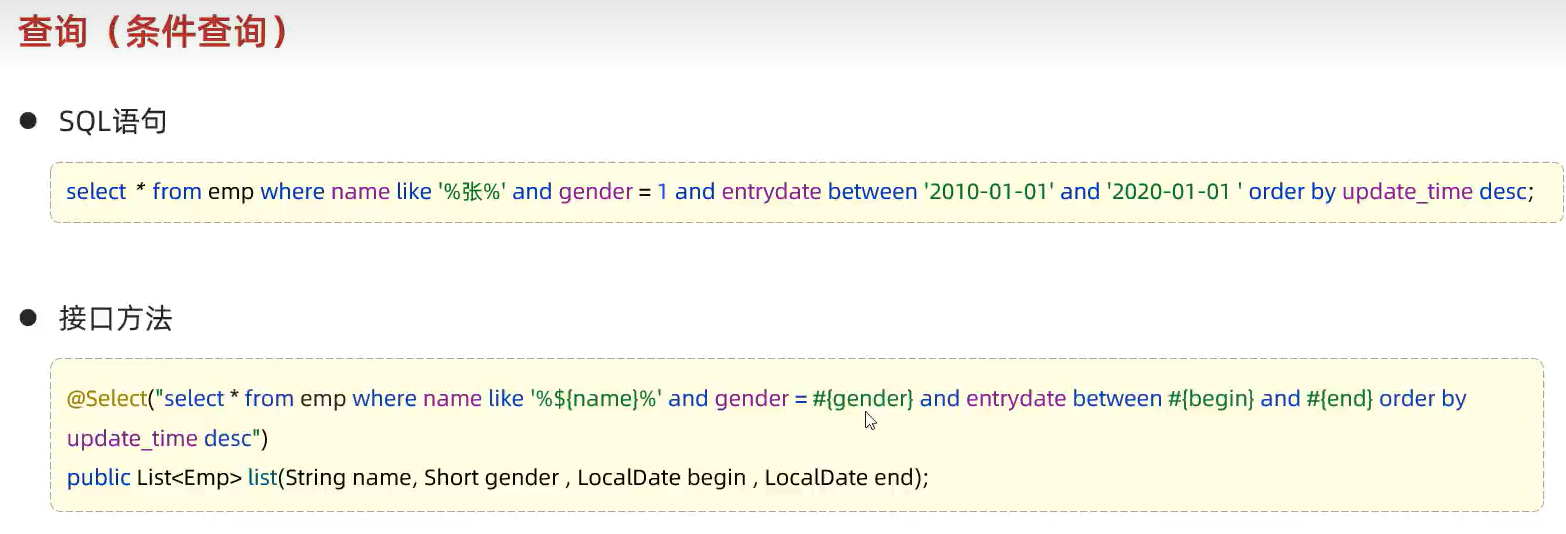 查询（条件查询）
SQL语句
select * from emp where name like '%张%' and gender = 1 and entrydate between '2010-01-01' and '2020-01-01 ' order by update_time desc;
接口方法
@Select("select * from emp where name like '%${name}%' and gender = #{gender} and entrydate between #{begin} and #{end} order by
update_time desc")
public List<Emp> list(String name, Short gender , LocalDate begin , LocalDate end);